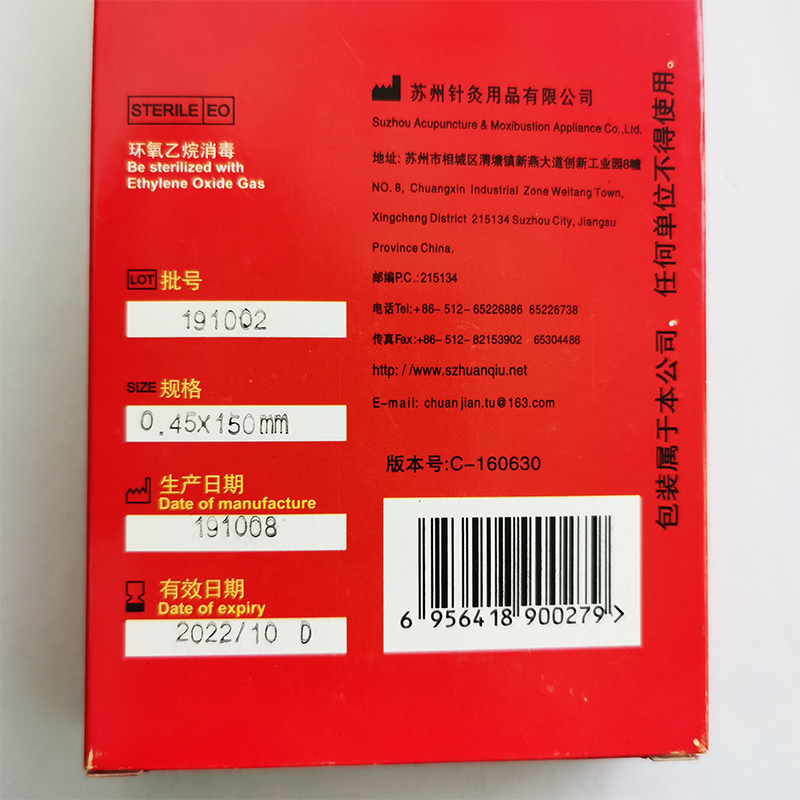 STERILE EO
环氧乙烷消毒
Be sterilized with
Ethylene Oxide Gas
LOT 批号
191002
SIZE 规格
0.45x150mm
生产日期
Date of manufacture
191008
有效日期
Date of expiry
2022/10 D
苏州针灸用品有限公司
Suzhou Acupuncture & Moxibustion Appliance Co.,Ltd.
地址: 苏州市相城区渭塘镇新燕大道创新工业园8幢
NO. 8, Chuangxin Industrial Zone Weitang Town,
Xingcheng District 215134 Suzhou City, Jiangsu
Province China.
邮编P.C.:215134
电话Tel:+86-512-65226886 65226738
传真Fax:+86-512-82153902 65304486
http://www.szhuanqiu.net
E-mail: chuanjian.tu@163.com
版本号:C-160630
6 956418 900279 >
包装属于本公司，任何单位不得使用。